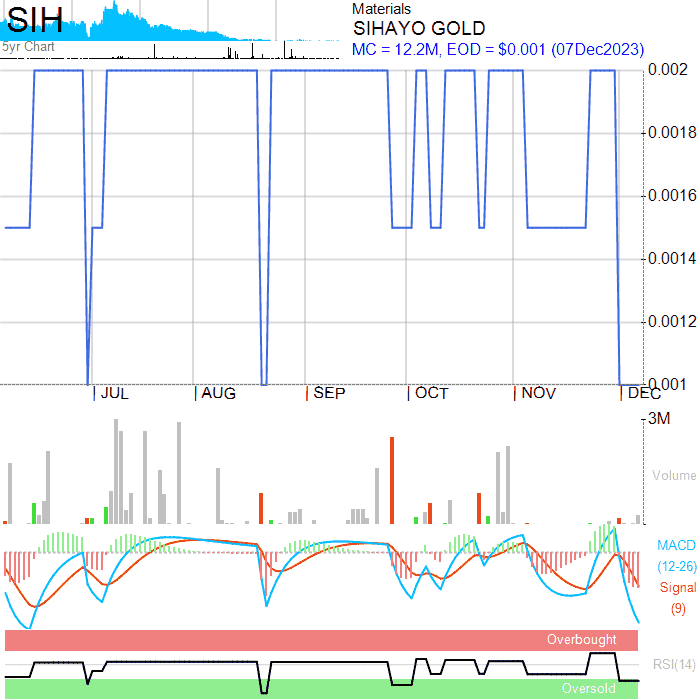 SIH
Materials
SIHAYO GOLD
5yr Chart
MC = 12.2M, EOD = $0.001 (07Dec2023)
0.002
0.0018
0.0016
0.0014
0.0012
0.001
JUL AUG SEP OCT NOV DEC
3M
Volume
MACD
(12-26)
Signal
(9)
Overbought
RSI(14)
Oversold